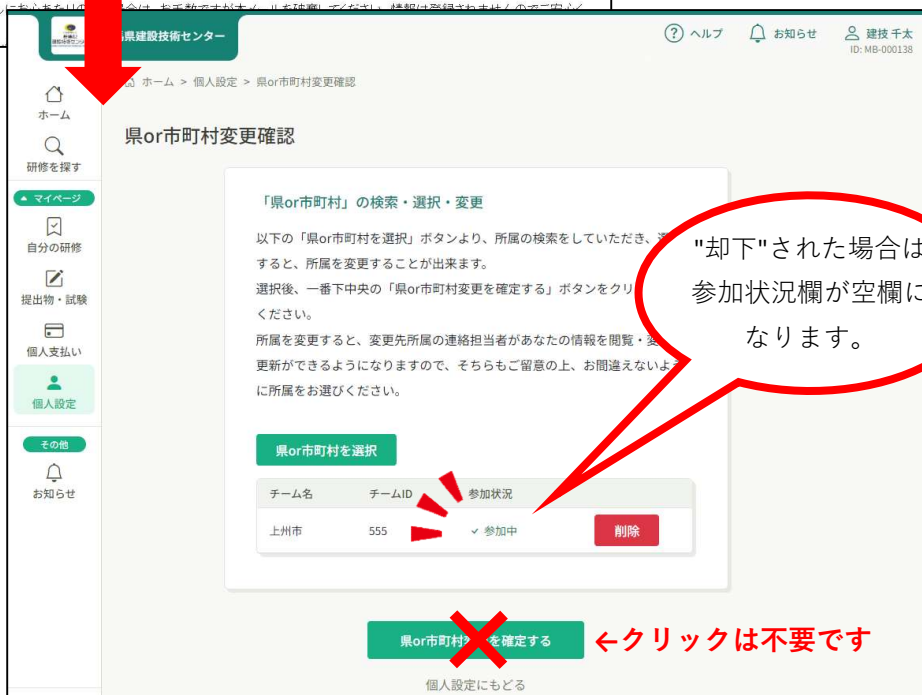 県建設技術センター
ヘルプ
お知らせ
建技 千太
ID: MB-000138
ホーム > 個人設定 > 県or市町村変更確認
ホーム
研修を探す
マイページ
自分の研修
提出物・試験
個人支払い
個人設定
その他
お知らせ
県or市町村変更確認
「県or市町村」の検索・選択・変更
以下の「県or市町村を選択」ボタンより、所属の検索をしていただき、
すると、所属を変更することが出来ます。
選択後、一番下中央の「県or市町村変更を確定する」ボタンをクリ
ください。
所属を変更すると、変更先所属の連絡担当者があなたの情報を閲覧・変
更新ができるようになりますので、そちらもご留意の上、お間違えないよ
に所属をお選びください。
"却下"された場合は
参加状況欄が空欄に
なります。
県or市町村を選択
チーム名 チームID 参加状況
上州市 555 ✓ 参加中 削除
県or市町村 を確定する
←クリックは不要です
個人設定にもどる